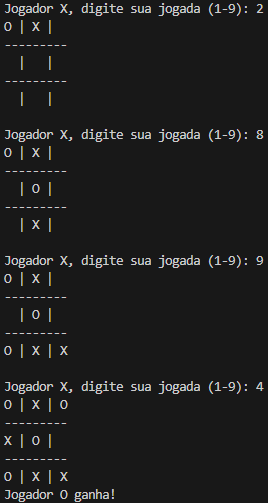 Jogador X, digite sua jogada (1-9): 2
O | X |
---------
  |   |
---------
  |   |
Jogador X, digite sua jogada (1-9): 8
O | X |
---------
  | O |
---------
  | X |
Jogador X, digite sua jogada (1-9): 9
O | X |
---------
  | O |
---------
O | X | X
Jogador X, digite sua jogada (1-9): 4
O | X | O
---------
X | O |
---------
O | X | X
Jogador O ganha!